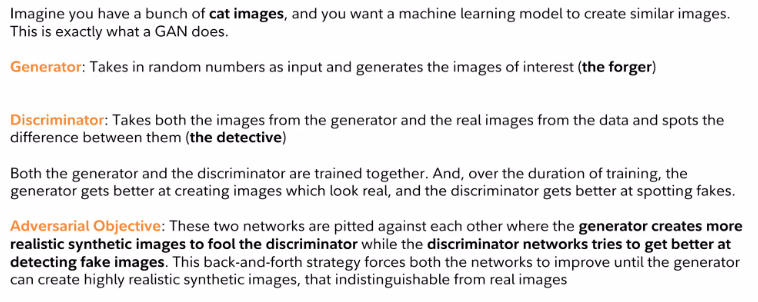 Imagine you have a bunch of cat images, and you want a machine learning model to create similar images.
This is exactly what a GAN does.
Generator: Takes in random numbers as input and generates the images of interest (the forger)
Discriminator: Takes both the images from the generator and the real images from the data and spots the
difference between them (the detective)
Both the generator and the discriminator are trained together. And, over the duration of training, the
generator gets better at creating images which look real, and the discriminator gets better at spotting fakes.
Adversarial Objective: These two networks are pitted against each other where the generator creates more
realistic synthetic images to fool the discriminator while the discriminator networks tries to get better at
detecting fake images. This back-and-forth strategy forces both the networks to improve until the generator
can create highly realistic synthetic images, that indistinguishable from real images